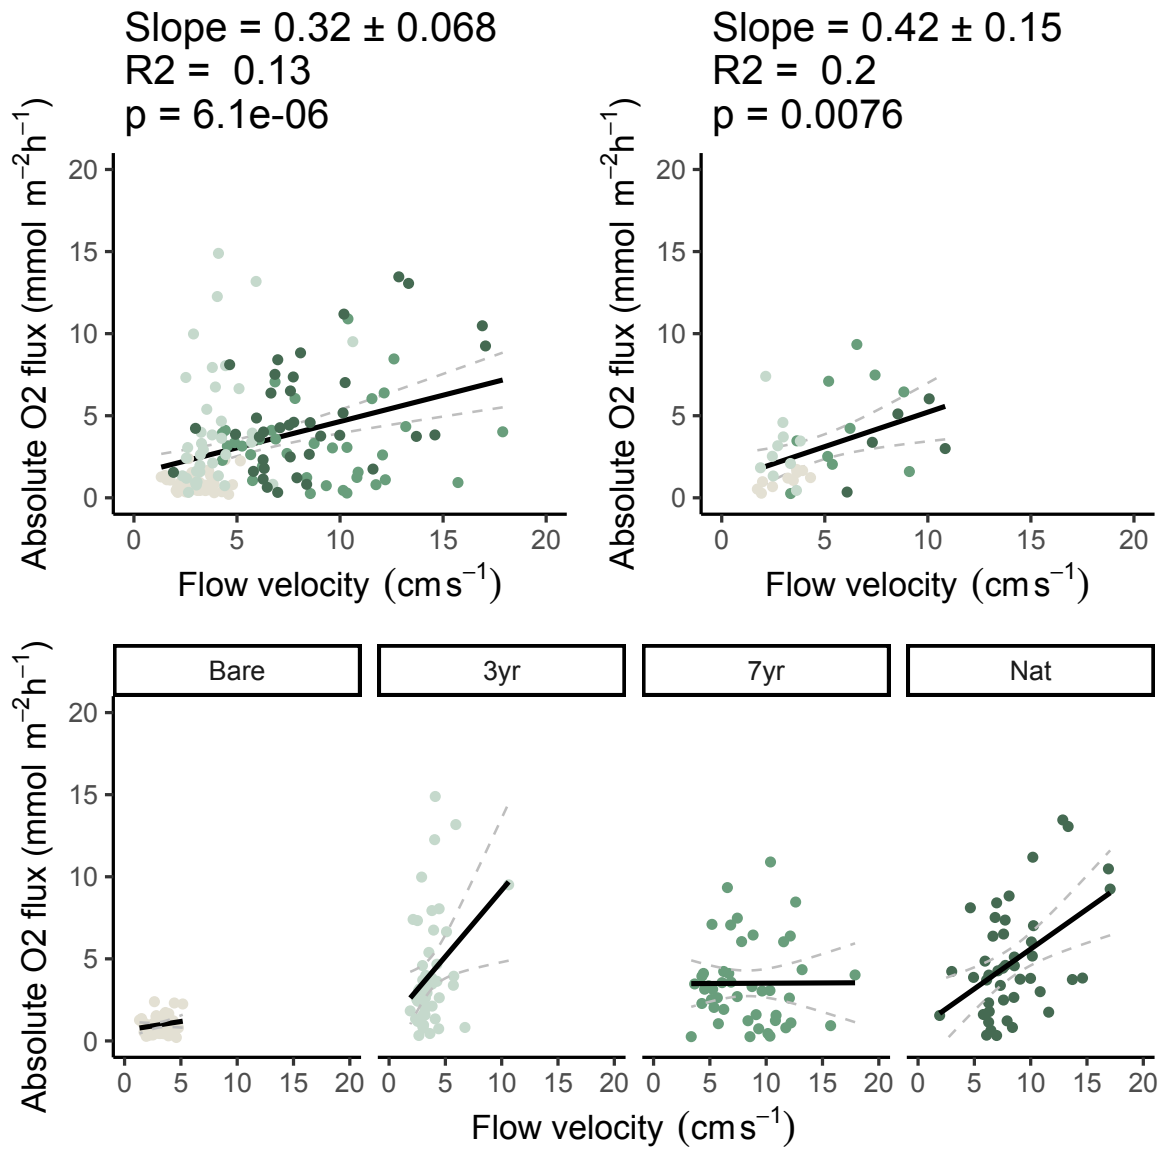 Slope = 0.32 ± 0.068
R2 =  0.13
p = 6.1e-06
Absolute O2 flux (mmol m⁻²h⁻¹)
20
15
10
5
0
0 5 10 15 20
Flow velocity (cm s⁻¹)
Slope = 0.42 ± 0.15
R2 =  0.2
p = 0.0076
Absolute O2 flux (mmol m⁻²h⁻¹)
20
15
10
5
0
0 5 10 15 20
Flow velocity (cm s⁻¹)
Bare 3yr 7yr Nat
Absolute O2 flux (mmol m⁻²h⁻¹)
20
15
10
5
0
0 5 10 15 20 0 5 10 15 20 0 5 10 15 20 0 5 10 15 20
Flow velocity (cm s⁻¹)